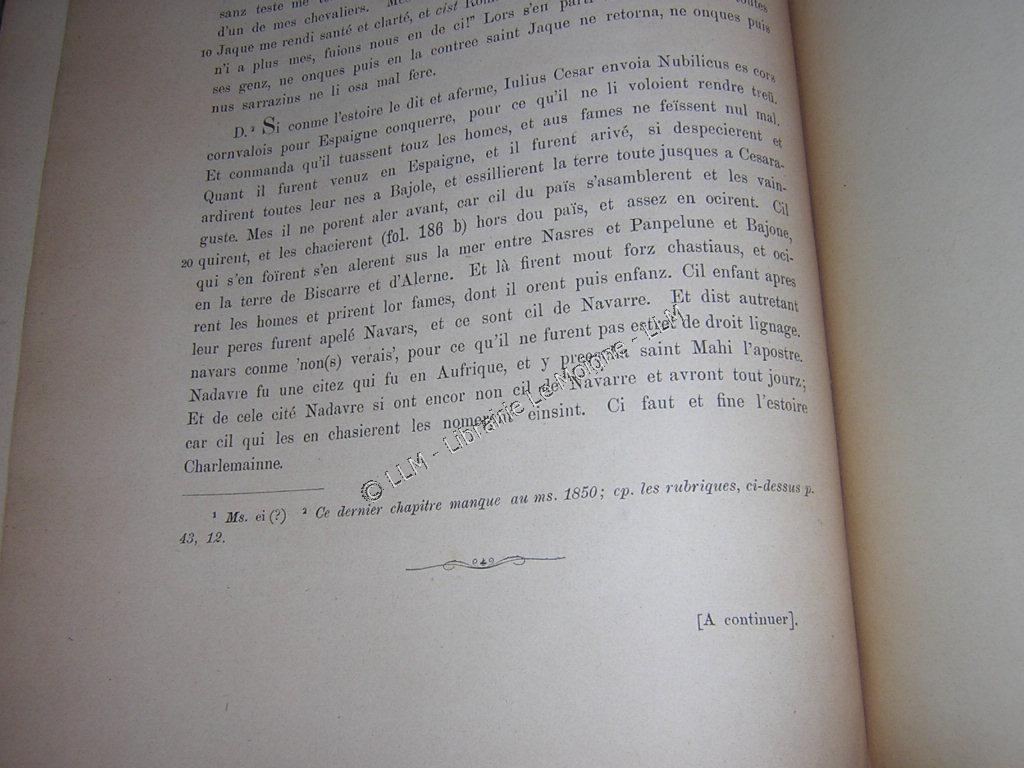 sanz teste me
d'un de mes chevaliers.
10 Jaque me rendi santé et clarté, et cist
n'i a plus mes, fuions nous en de ci!" Lors s'en parti toutes
ses genz, ne onques puis en la contree saint Jaque ne retorna, ne onques puis
nus sarrazins ne li osa mal fere.
D.² Si conme l'estoire le dit et aferme, Iulius Cesar envoia Nubilicus es cors
cornvalois pour Espaigne conquerre, pour ce qu'il ne li voloient rendre treü.
Et conmanda qu'il tuassent touz les homes, et aus fames ne feïssent nul mal.
Quant il furent venuz en Espaigne, et il furent arivé, si despecierent et
ardirent toutes leur nes a Bajole, et essillierent la terre toute jusques a Cesara-
guste. Mes il ne porent aler avant, car cil du païs s'asamblerent et les vain-
20 quirent, et les chacierent (fol. 186 b) hors dou païs, et assez en ocirent. Cil
qui s'en foïrent s'en alerent sus la mer entre Nasres et Panpelune et Bajone,
en la terre de Biscarre et d'Alerne. Et là firent mout forz chastiaus, et oci-
rent les homes et prirent lor fames, dont il orent puis enfanz. Cil enfant apres
leur peres furent apelé Navars, et ce sont cil de Navarre. Et dist autretant
navars conme 'non(s) verais', pour ce qu'il ne furent pas estret de droit lignage.
Nadavre fu une citez qui fu en Aufrique, et y preescha saint Mahi l'apostre.
Et de cele cité Nadavre si ont encor non cil de Navarre et avront tout jourz;
car cil qui les en chasierent les nomerent einsint. Ci faut et fine l'estoire
Charlemainne.
¹ Ms. ei (?) ² Ce dernier chapitre manque au ms. 1850; cp. les rubriques, ci-dessus p.
43, 12.
[A continuer].
© LLM - Librairie Le Moigne - LLM